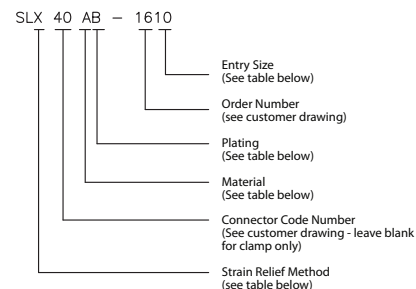 SLX 40 AB - 1610
Entry Size
(See table below)
Order Number
(see customer drawing)
Plating
(See table below)
Material
(See table below)
Connector Code Number
(See customer drawing - leave blank
for clamp only)
Strain Relief Method
(see table below)